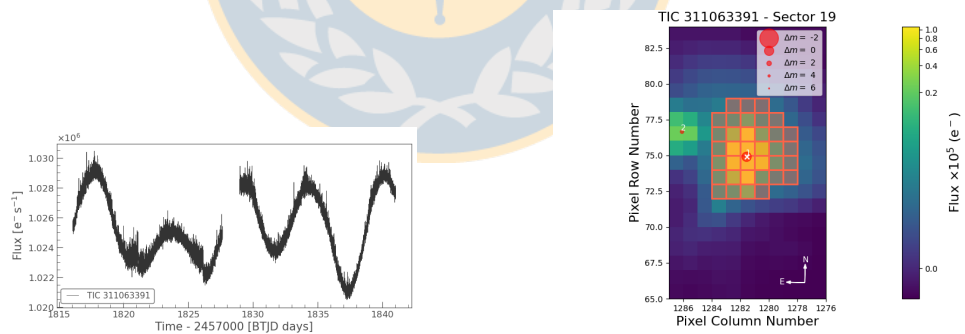 ×10⁶
1.030
1.028
1.026
1.024
1.022
1.020
Flux [e⁻ s⁻¹]
TIC 311063391
1815
1820
1825
1830
1835
1840
Time - 2457000 [BTJD days]
TIC 311063391 - Sector 19
Δm = -2
Δm = 0
Δm = 2
Δm = 4
Δm = 6
82.5
80.0
77.5
75.0
72.5
70.0
67.5
65.0
Pixel Row Number
N
E
1286 1284 1282 1280 1278 1276
Pixel Column Number
1.0
0.8
0.6
0.4
0.2
0.0
Flux ×10⁵ (e⁻)